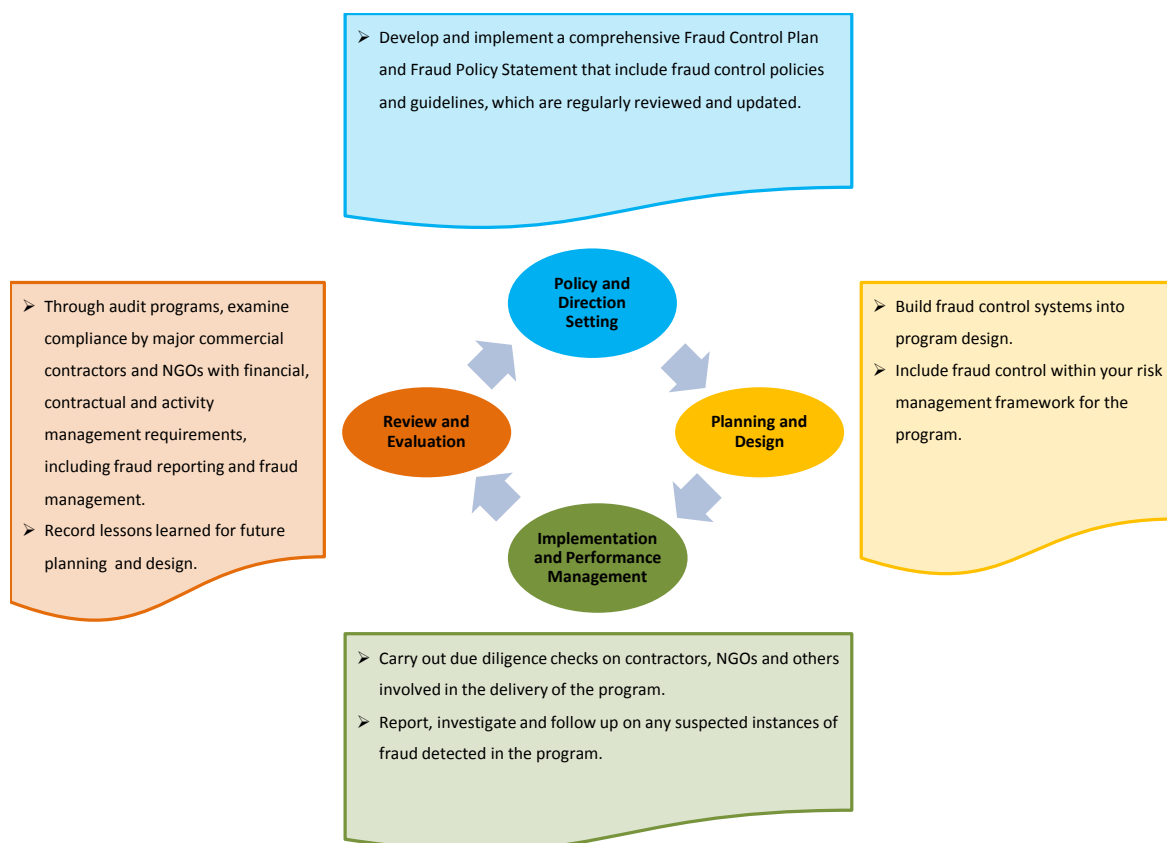 ➢ Develop and implement a comprehensive Fraud Control Plan
and Fraud Policy Statement that include fraud control policies
and guidelines, which are regularly reviewed and updated.
Policy and
Direction
Setting
➢ Through audit programs, examine
compliance by major commercial
contractors and NGOs with financial,
contractual and activity
management requirements,
including fraud reporting and fraud
management.
➢ Record lessons learned for future
planning and design.
Review and
Evaluation
Planning and
Design
➢ Build fraud control systems into
program design.
➢ Include fraud control within your risk
management framework for the
program.
Implementation
and Performance
Management
➢ Carry out due diligence checks on contractors, NGOs and others
involved in the delivery of the program.
➢ Report, investigate and follow up on any suspected instances of
fraud detected in the program.